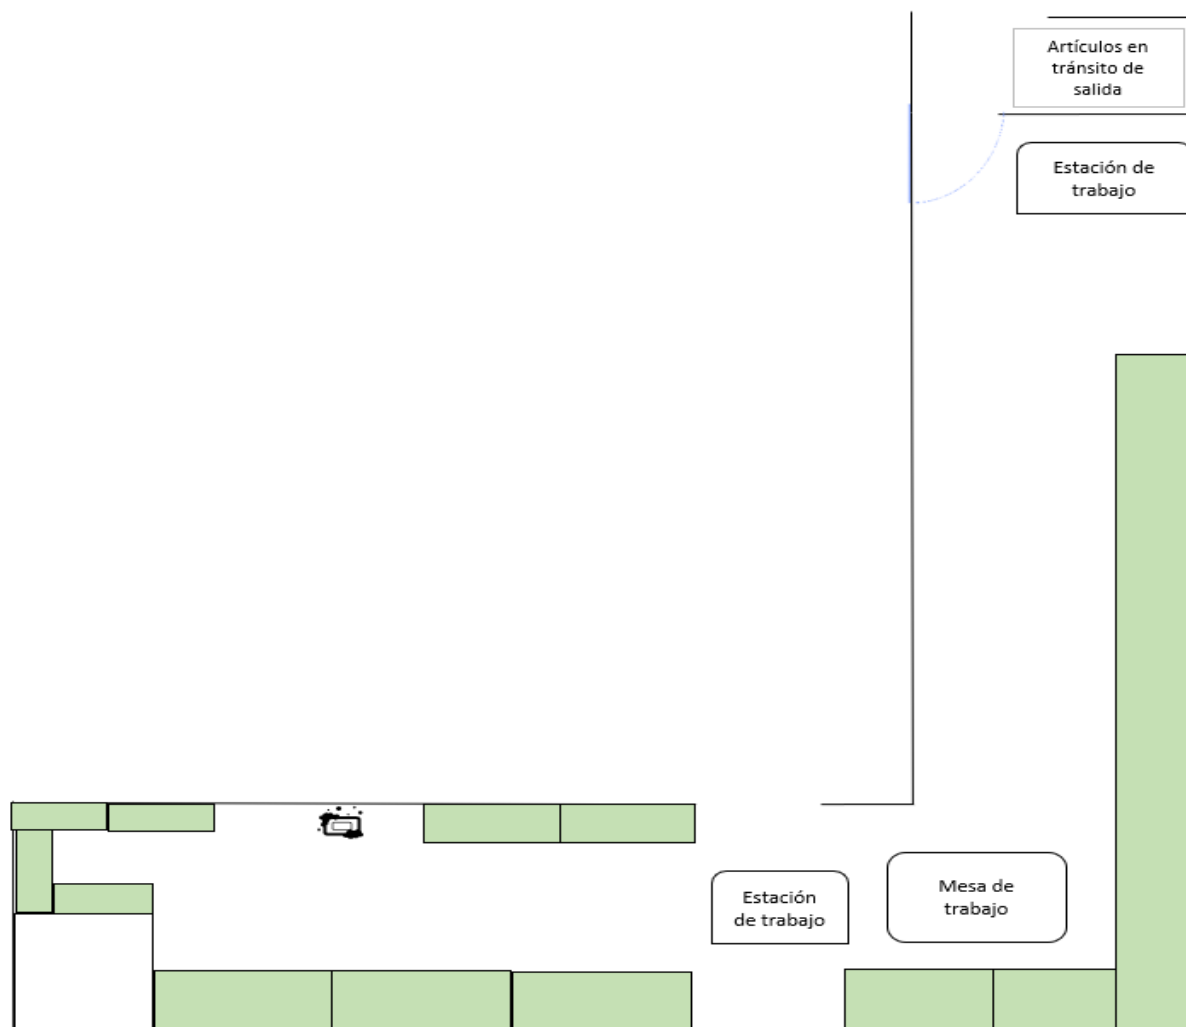 Artículos en
tránsito de
salida
Estación de
trabajo
Estación
de trabajo
Mesa de
trabajo